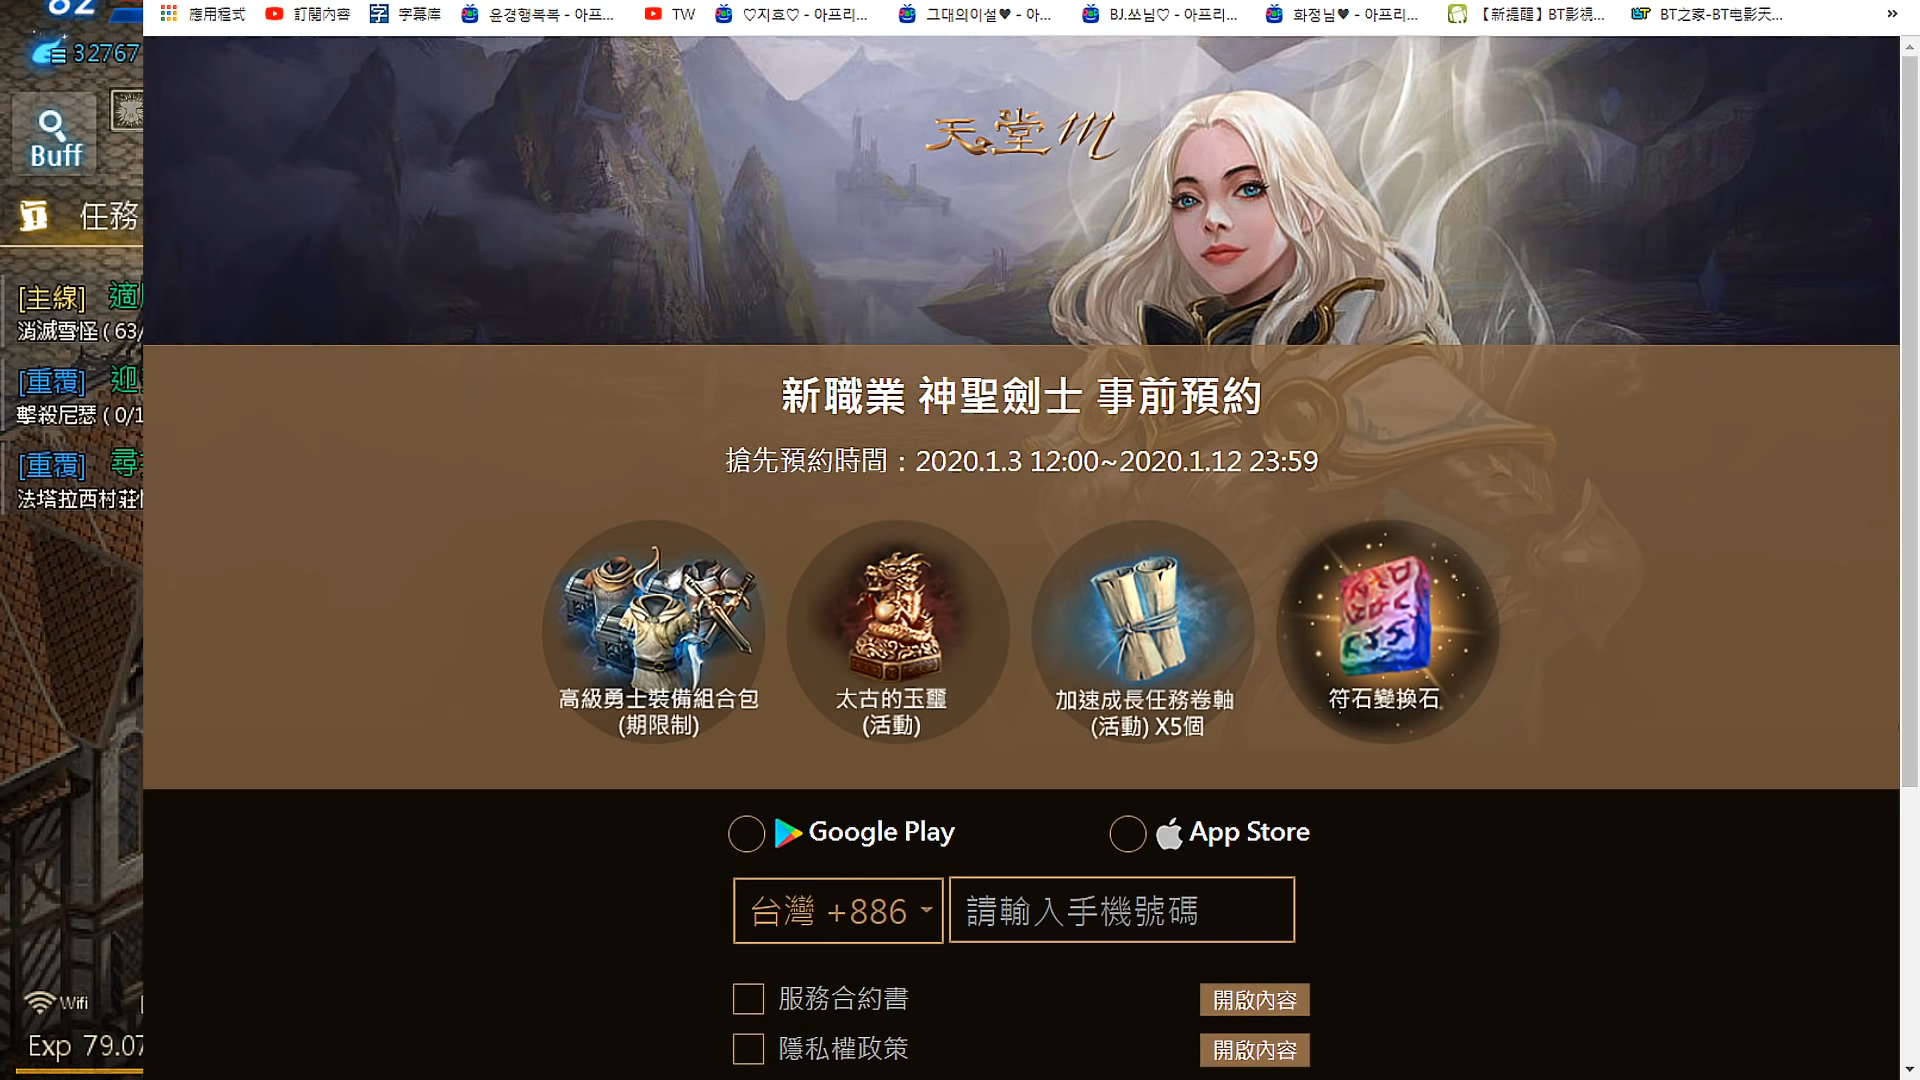 應用程式
訂閱內容
字幕库
윤경행복복 - 아프...
TW
♡지효♡ - 아프리...
그대의이설♥ - 아...
BJ.쏘님♡ - 아프리...
화정님♥ - 아프리...
【新提醒】BT影視...
BT之家-BT电影天...
»
32767
Buff
任務
[主線] 適
消滅雪怪 ( 63/
[重覆] 迎
擊殺尼瑟 ( 0/1
[重覆] 尋
法塔拉西村莊
Wifi
Exp 79.07
天堂M
新職業 神聖劍士 事前預約
搶先預約時間：2020.1.3 12:00~2020.1.12 23:59
高級勇士裝備組合包
(期限制)
太古的玉璽
(活動)
加速成長任務卷軸
(活動) X5個
符石變換石
Google Play
App Store
台灣 +886
請輸入手機號碼
服務合約書
開啟內容
隱私權政策
開啟內容